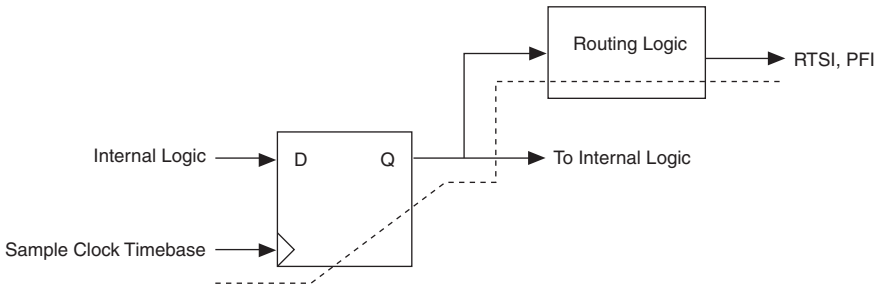 Routing Logic
RTSI, PFI
Internal Logic
D
Q
To Internal Logic
Sample Clock Timebase